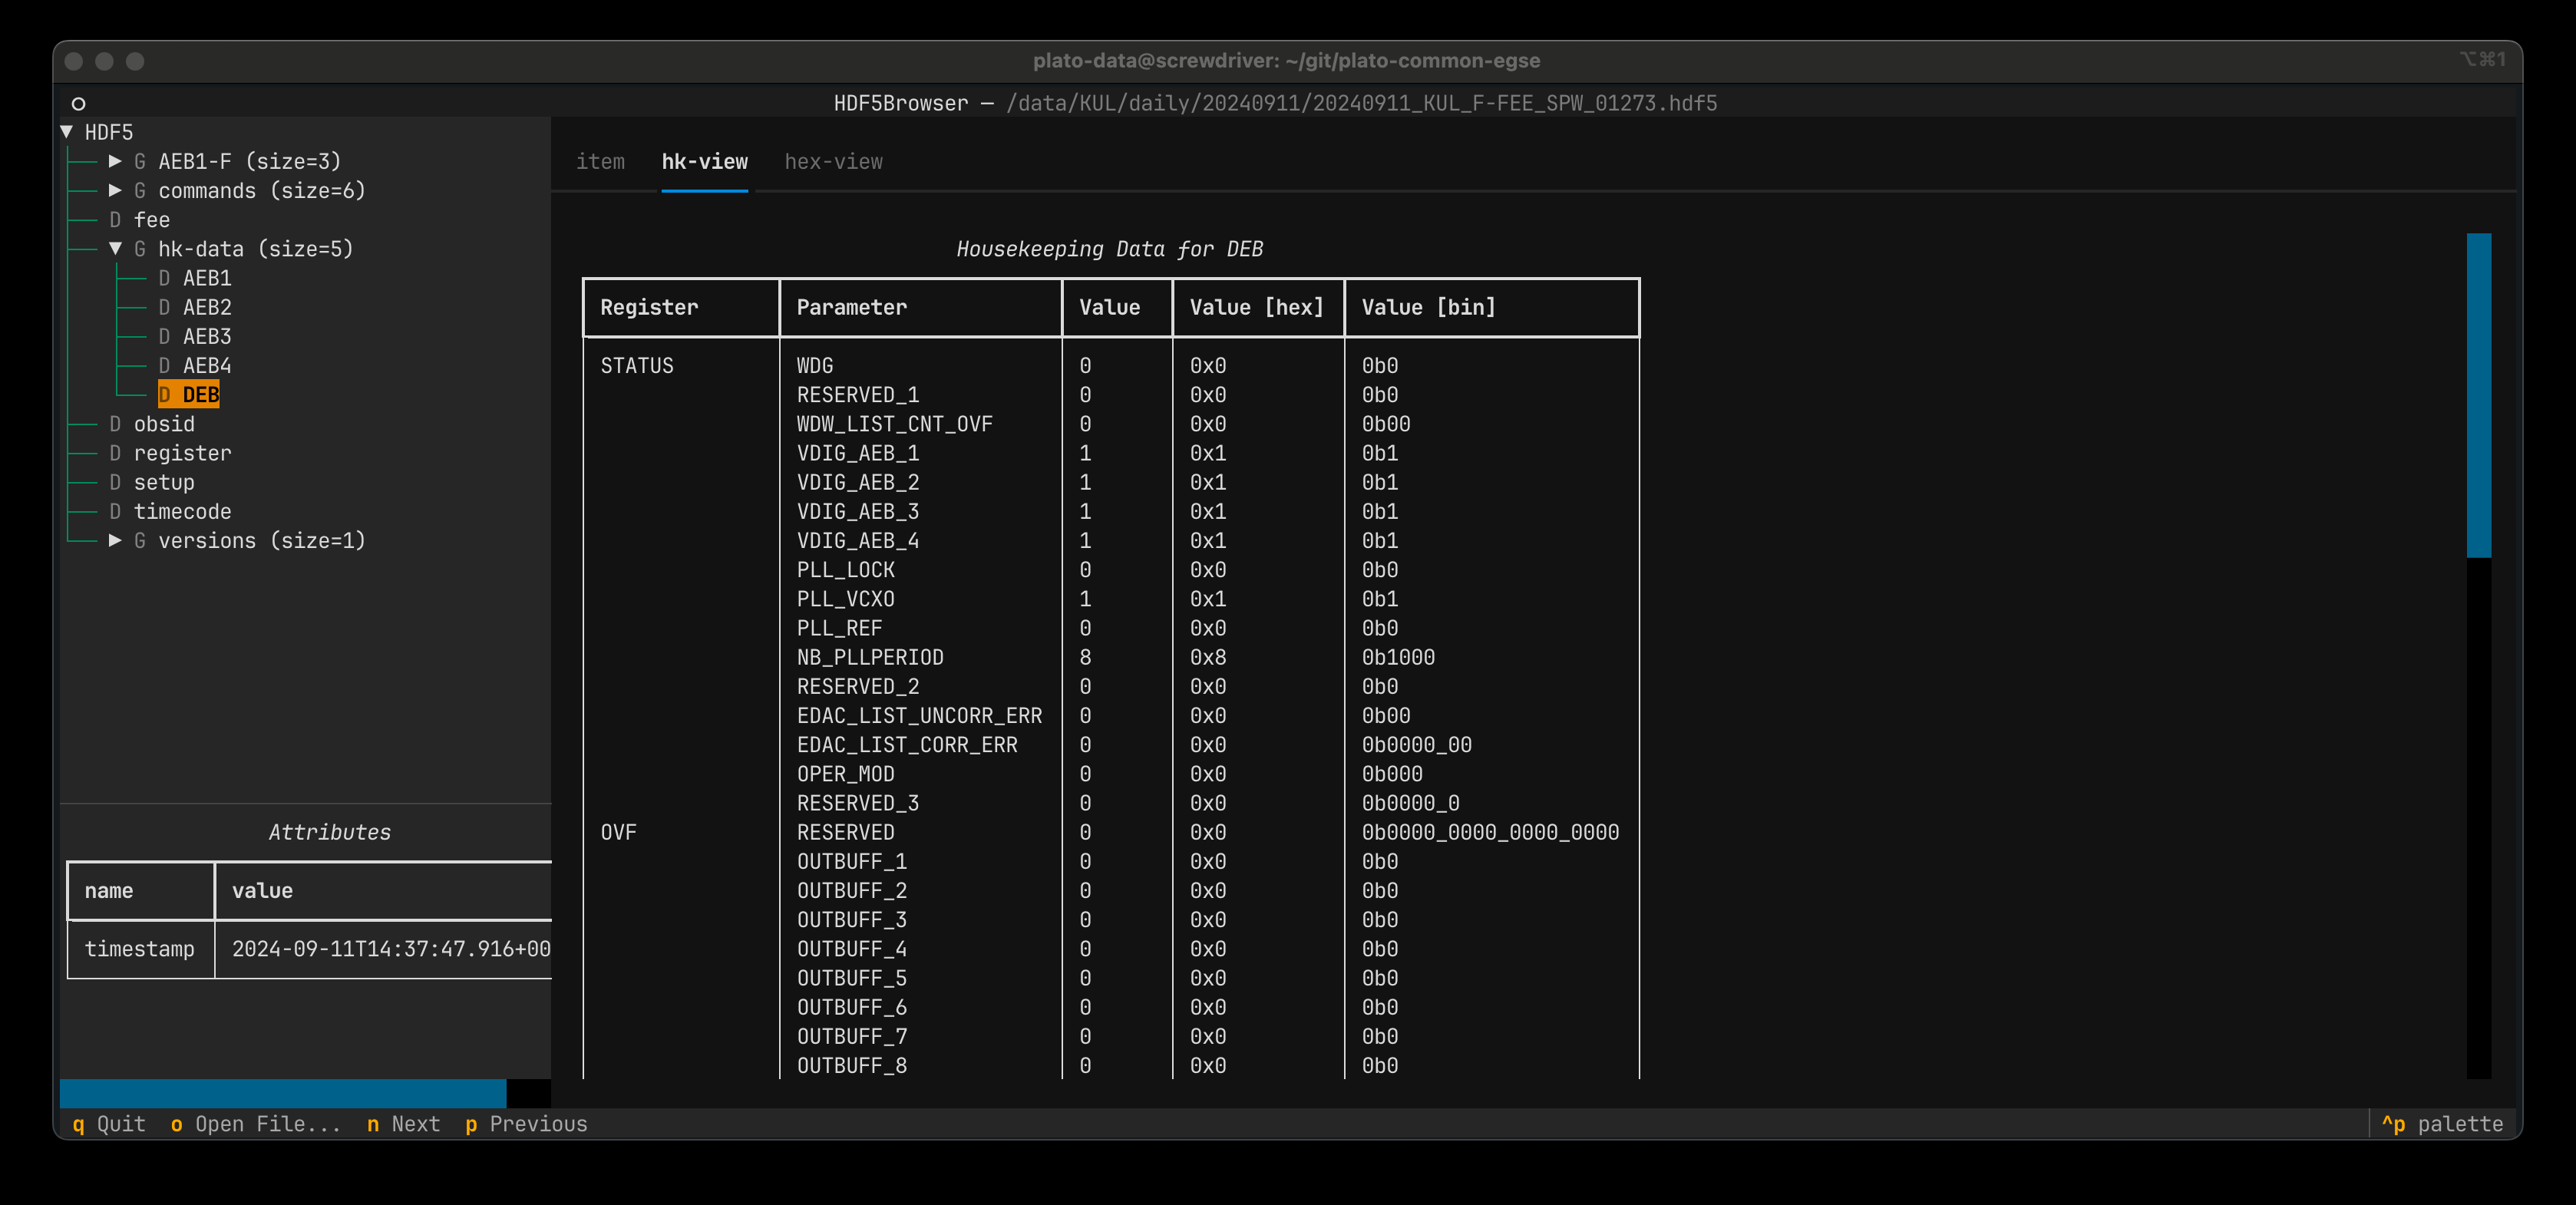 plato-data@screwdriver: ~/git/plato-common-egse
⌥⌘1
HDF5Browser — /data/KUL/daily/20240911/20240911_KUL_F-FEE_SPW_01273.hdf5
▼ HDF5
▶ G AEB1-F (size=3)
▶ G commands (size=6)
D fee
▼ G hk-data (size=5)
D AEB1
D AEB2
D AEB3
D AEB4
D DEB
D obsid
D register
D setup
D timecode
▶ G versions (size=1)
Attributes
name value
timestamp 2024-09-11T14:37:47.916+00
item hk-view hex-view
Housekeeping Data for DEB
Register Parameter Value Value [hex] Value [bin]
STATUS WDG 0 0x0 0b0
RESERVED_1 0 0x0 0b0
WDW_LIST_CNT_OVF 0 0x0 0b00
VDIG_AEB_1 1 0x1 0b1
VDIG_AEB_2 1 0x1 0b1
VDIG_AEB_3 1 0x1 0b1
VDIG_AEB_4 1 0x1 0b1
PLL_LOCK 0 0x0 0b0
PLL_VCXO 1 0x1 0b1
PLL_REF 0 0x0 0b0
NB_PLLPERIOD 8 0x8 0b1000
RESERVED_2 0 0x0 0b0
EDAC_LIST_UNCORR_ERR 0 0x0 0b00
EDAC_LIST_CORR_ERR 0 0x0 0b0000_00
OPER_MOD 0 0x0 0b000
RESERVED_3 0 0x0 0b0000_0
OVF RESERVED 0 0x0 0b0000_0000_0000_0000
OUTBUFF_1 0 0x0 0b0
OUTBUFF_2 0 0x0 0b0
OUTBUFF_3 0 0x0 0b0
OUTBUFF_4 0 0x0 0b0
OUTBUFF_5 0 0x0 0b0
OUTBUFF_6 0 0x0 0b0
OUTBUFF_7 0 0x0 0b0
OUTBUFF_8 0 0x0 0b0
q Quit o Open File... n Next p Previous ^p palette